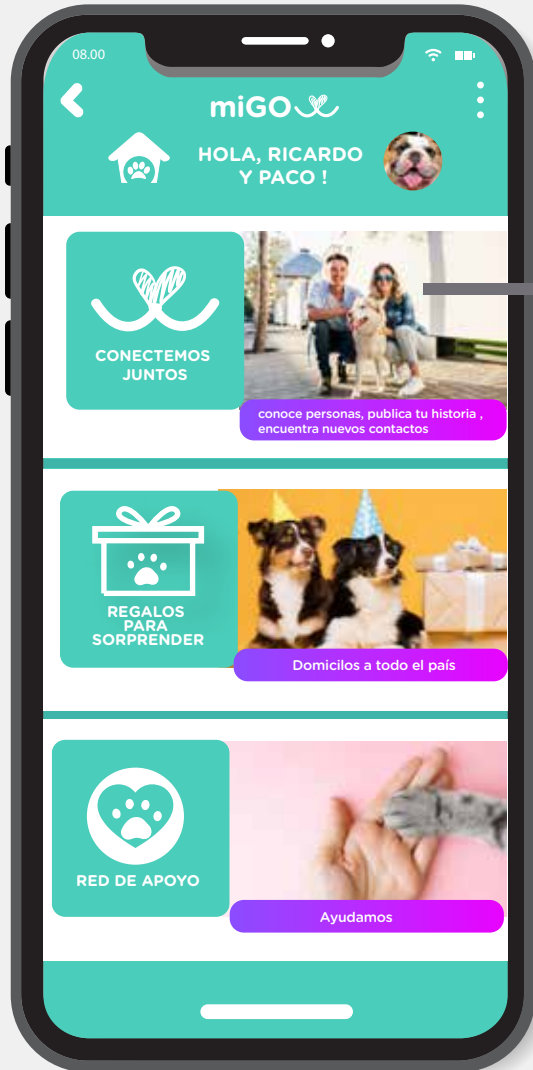 08.00
miGO
HOLA, RICARDO
Y PACO !
CONECTEMOS
JUNTOS
conoce personas, publica tu historia ,
encuentra nuevos contactos
REGALOS
PARA
SORPRENDER
Domicilos a todo el país
RED DE APOYO
Ayudamos